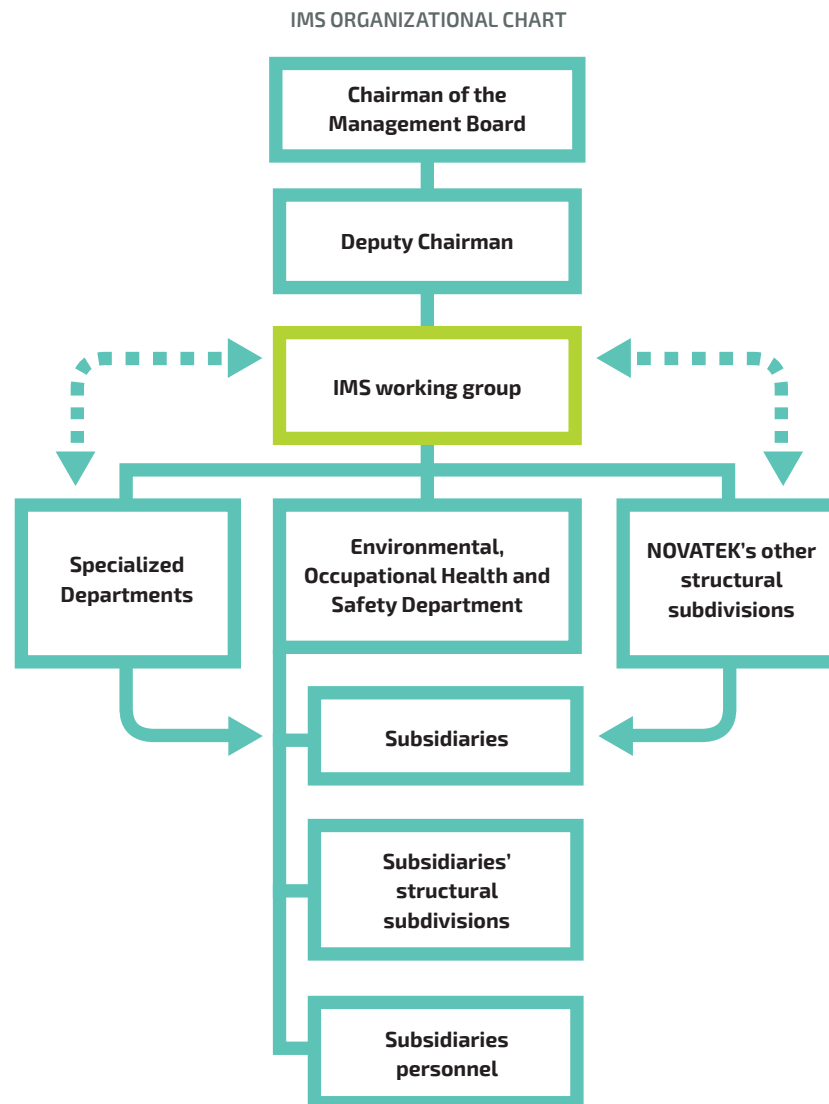 IMS ORGANIZATIONAL CHART
Chairman of the
Management Board
Deputy Chairman
IMS working group
Specialized
Departments
Environmental,
Occupational Health and
Safety Department
NOVATEK's other
structural
subdivisions
Subsidiaries
Subsidiaries'
structural
subdivisions
Subsidiaries
personnel